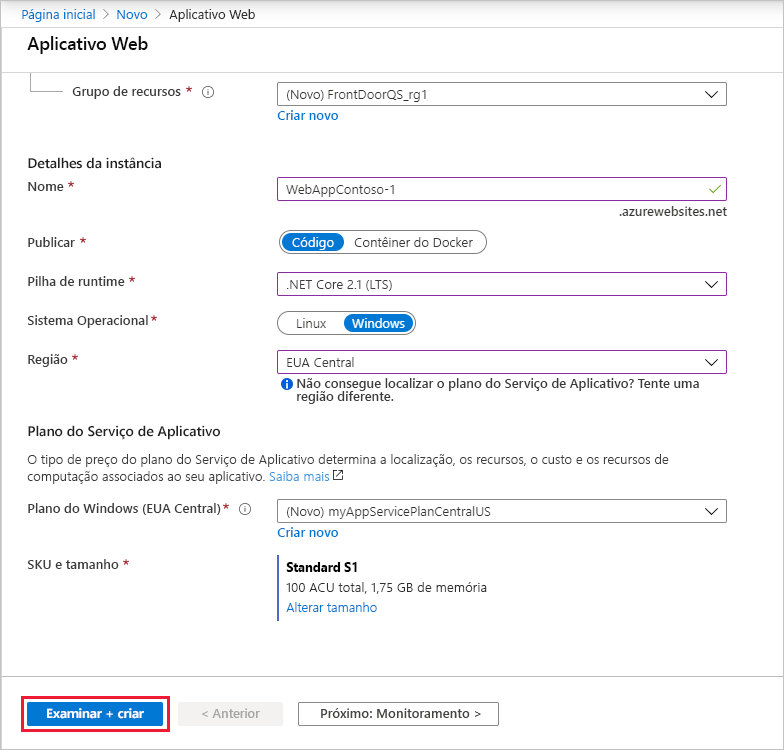 Página inicial > Novo > Aplicativo Web
Aplicativo Web
Grupo de recursos *
(Novo) FrontDoorQS_rg1
Criar novo
Detalhes da instância
Nome *
WebAppContoso-1
.azurewebsites.net
Publicar *
Código Contêiner do Docker
Pilha de runtime *
.NET Core 2.1 (LTS)
Sistema Operacional *
Linux Windows
Região *
EUA Central
Não consegue localizar o plano do Serviço de Aplicativo? Tente uma
região diferente.
Plano do Serviço de Aplicativo
O tipo de preço do plano do Serviço de Aplicativo determina a localização, os recursos, o custo e os recursos de
computação associados ao seu aplicativo. Saiba mais
Plano do Windows (EUA Central) *
(Novo) myAppServicePlanCentralUS
Criar novo
SKU e tamanho *
Standard S1
100 ACU total, 1,75 GB de memória
Alterar tamanho
Examinar + criar
< Anterior
Próximo: Monitoramento >